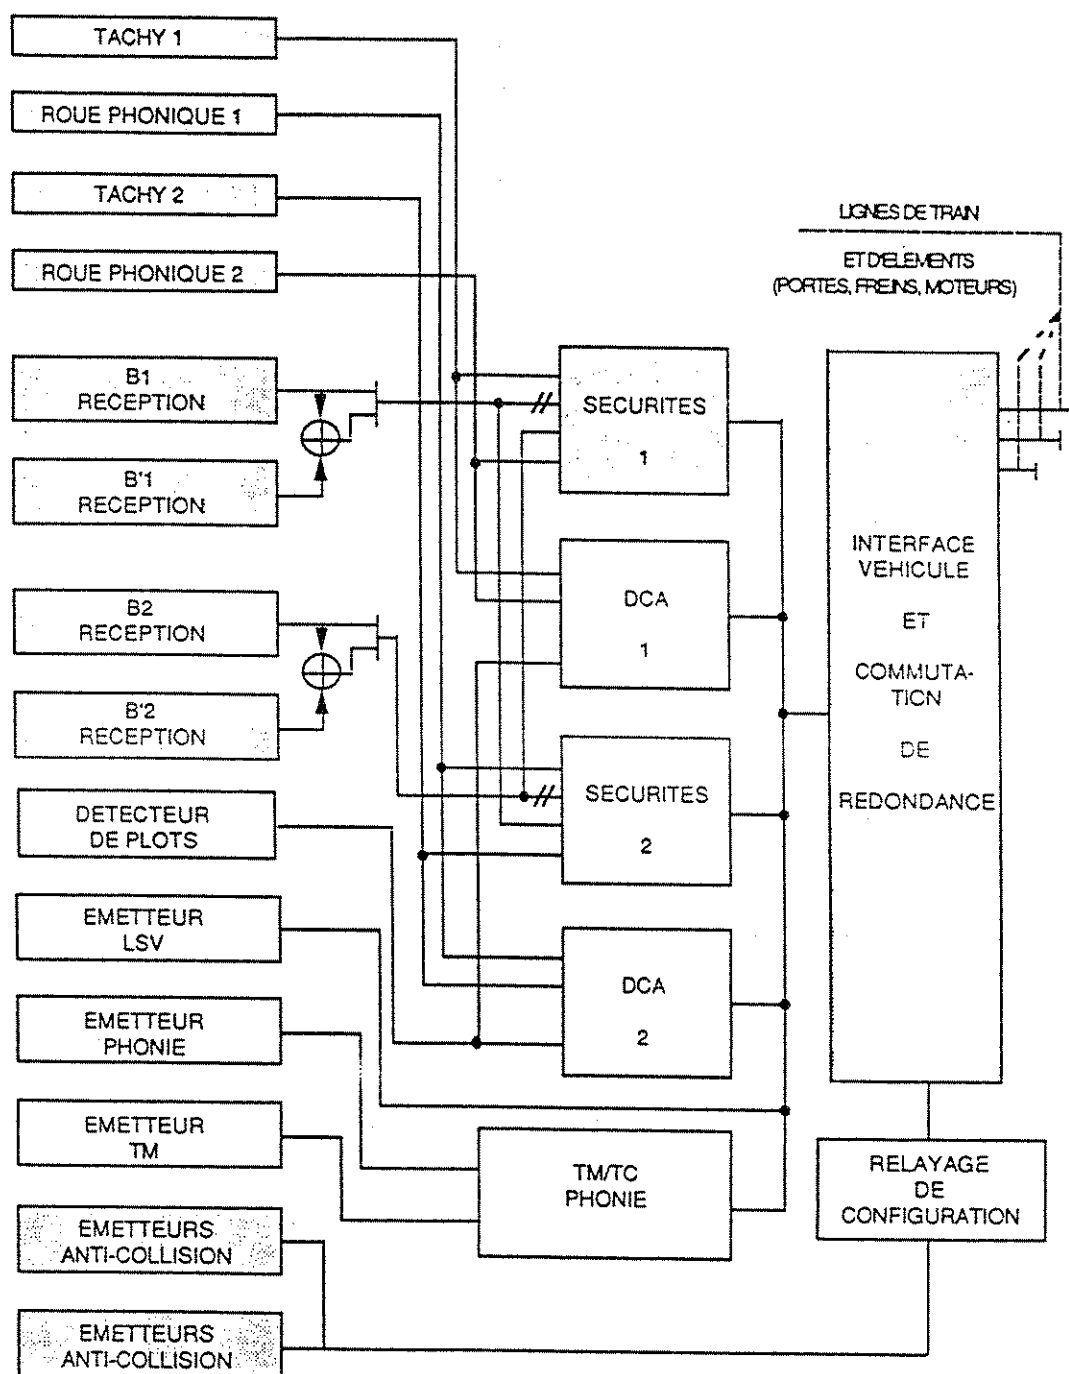 TACHY 1
ROUE PHONIQUE 1
TACHY 2
ROUE PHONIQUE 2
LIGNES DE TRAIN
ET D'ELEMENTS
(PORTES, FREINS, MOTEURS)
B1
RECEPTION
B'1
RECEPTION
B2
RECEPTION
B'2
RECEPTION
DETECTEUR
DE PLOTS
EMETTEUR
LSV
EMETTEUR
PHONIE
EMETTEUR
TM
EMETTEURS
ANTI-COLLISION
EMETTEURS
ANTI-COLLISION
SECURITES
1
DCA
1
SECURITES
2
DCA
2
TM/TC
PHONIE
INTERFACE
VEHICULE
ET
COMMUTA-
TION
DE
REDONDANCE
RELAYAGE
DE
CONFIGURATION